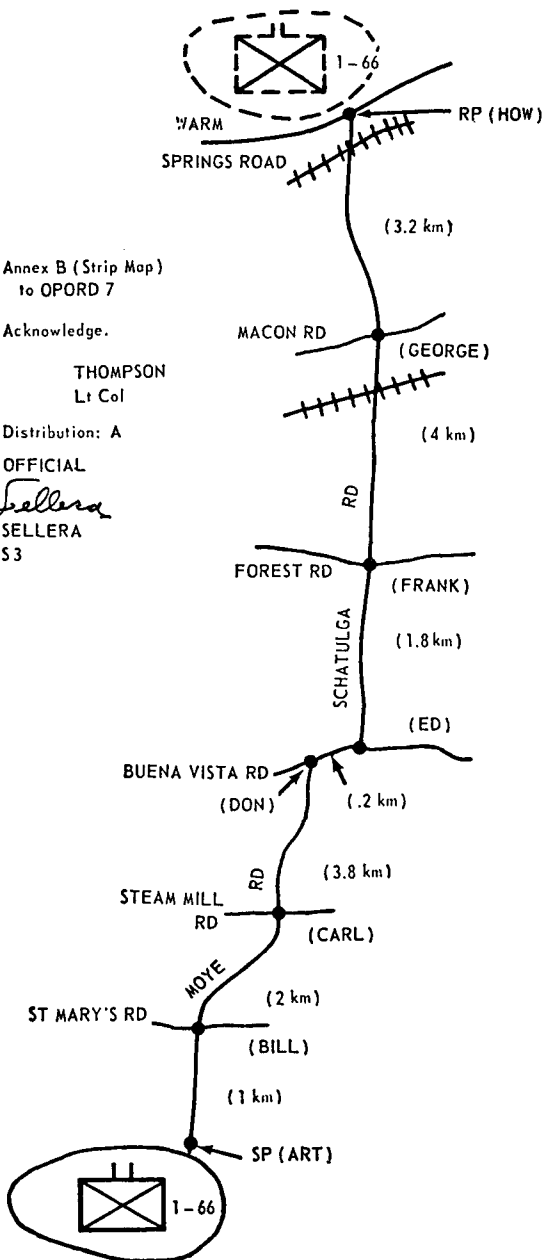 1-66
RP (HOW)
WARM
SPRINGS ROAD
(3.2 km)
Annex B (Strip Map)
to OPORD 7
Acknowledge.
THOMPSON
Lt Col
Distribution: A
OFFICIAL
Sellera
SELLERA
S3
MACON RD
(GEORGE)
(4 km)
RD
FOREST RD
(FRANK)
SCHATULGA
(1.8 km)
(ED)
BUENA VISTA RD
(DON)
(.2 km)
RD
(3.8 km)
STEAM MILL
RD
(CARL)
MOYE
(2 km)
ST MARY'S RD
(BILL)
(1 km)
SP (ART)
1-66